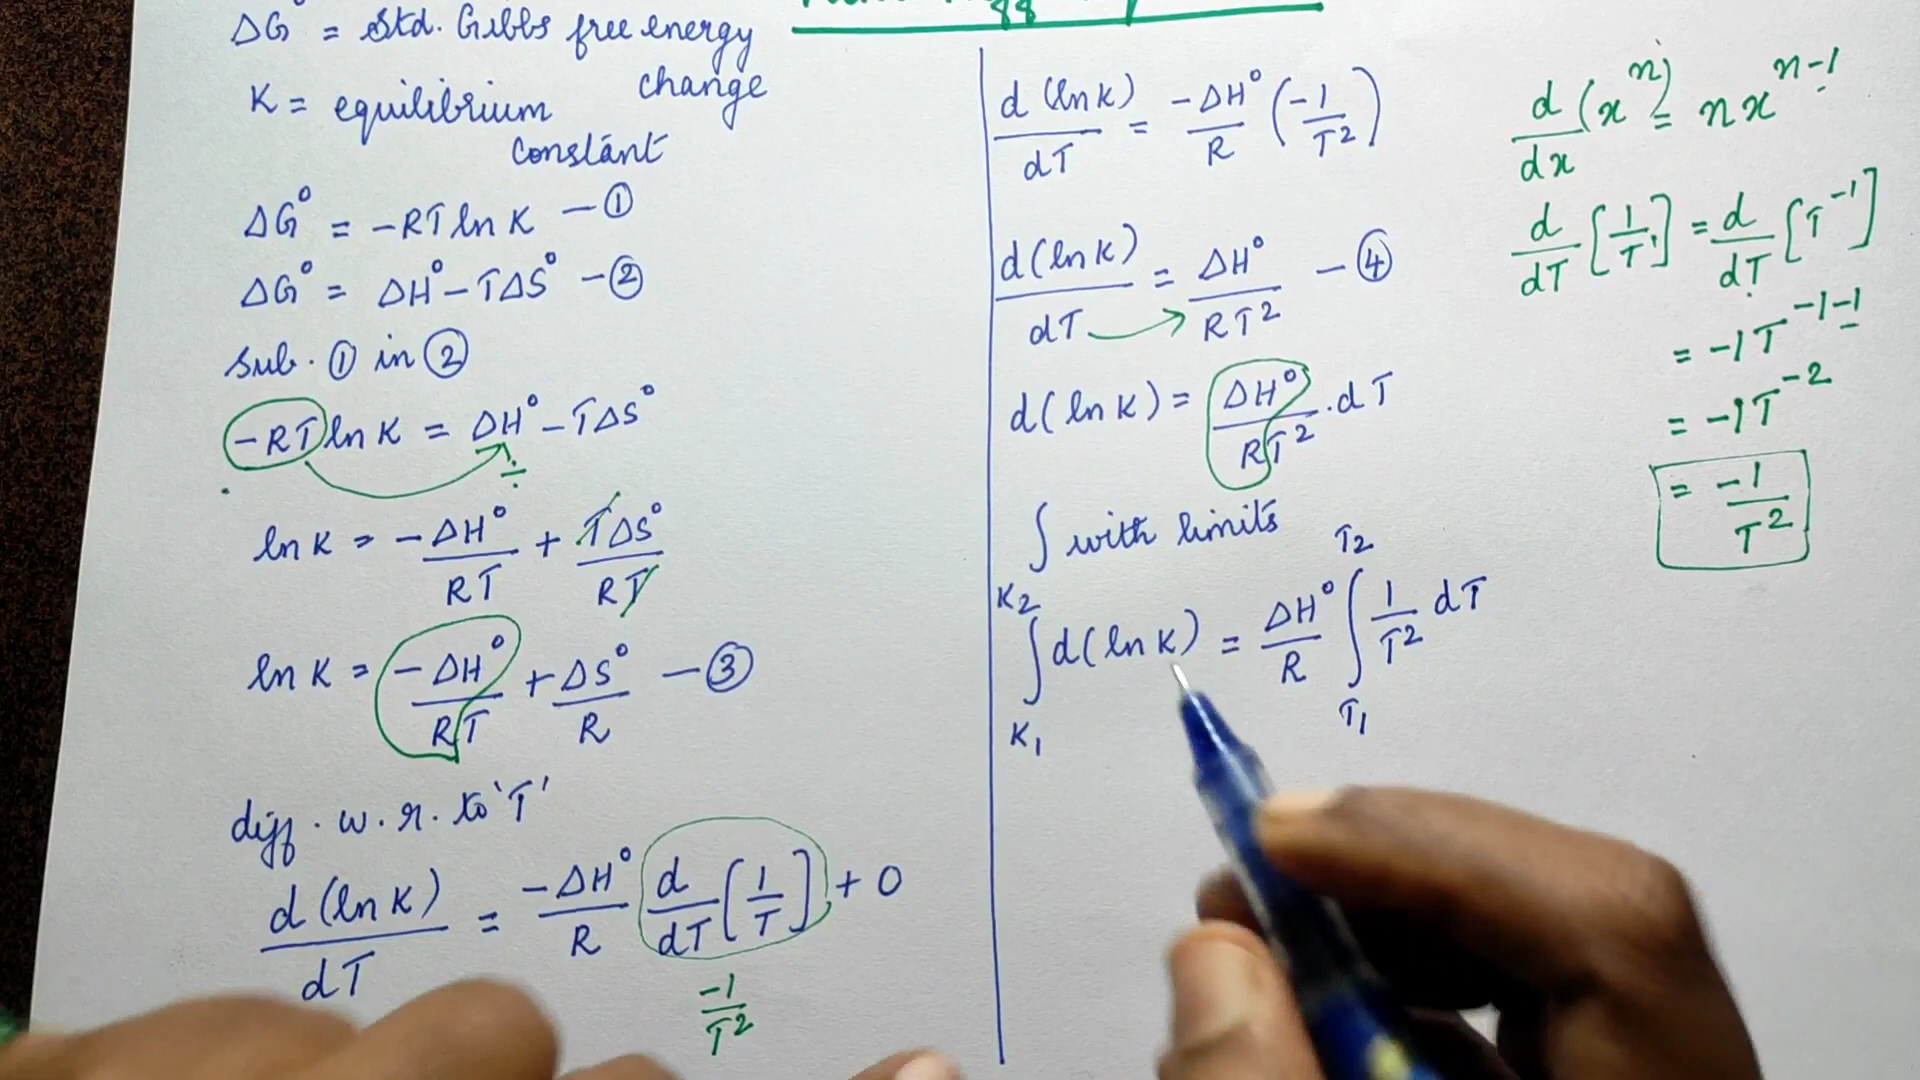 ΔG° = Std. Gibbs free energy
change
K = equilibrium
constant
ΔG° = -RT ln K — ①
ΔG° = ΔH° - TΔS° - ②
Sub. ① in ②
-RT ln K = ΔH° - TΔS°
÷
ln K = -ΔH°/RT + TΔS°/RT
ln K = -ΔH°/RT + ΔS°/R — ③
diff. w.r. to 'T'
d(ln K)/dT = -ΔH°/R d/dT [1/T] + 0
-1/T²
d(ln K)/dT = -ΔH°/R (-1/T²)
d(ln K)/dT = ΔH°/RT² — ④
d(ln K) = ΔH°/RT² . dT
∫ with limits
K2 T2
∫ d(ln K) = ΔH°/R ∫ 1/T² dT
K1 T1
d/dx (xⁿ) = nxⁿ⁻¹
d/dT [1/T] = d/dT [T⁻¹]
= -1T⁻¹⁻¹
= -1T⁻²
= -1/T²